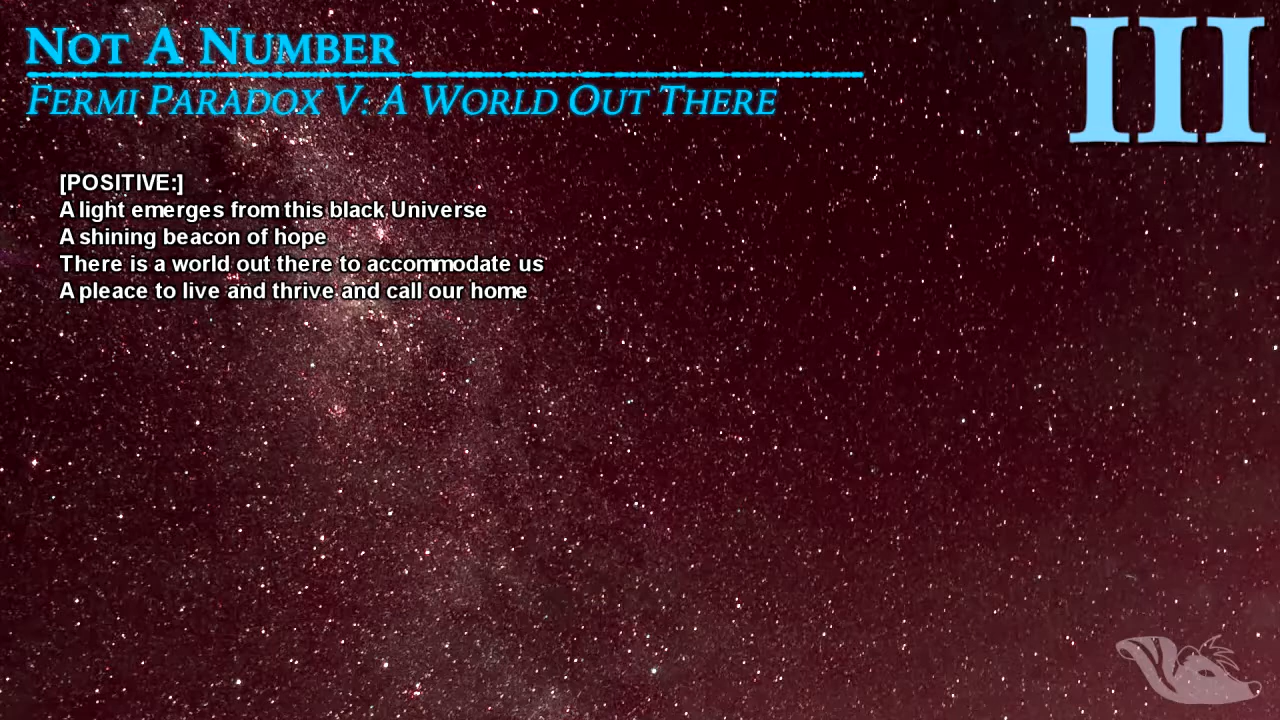 Not A Number
Fermi Paradox V: A World Out There
III
[POSITIVE:]
A light emerges from this black Universe
A shining beacon of hope
There is a world out there to accommodate us
A pleace to live and thrive and call our home